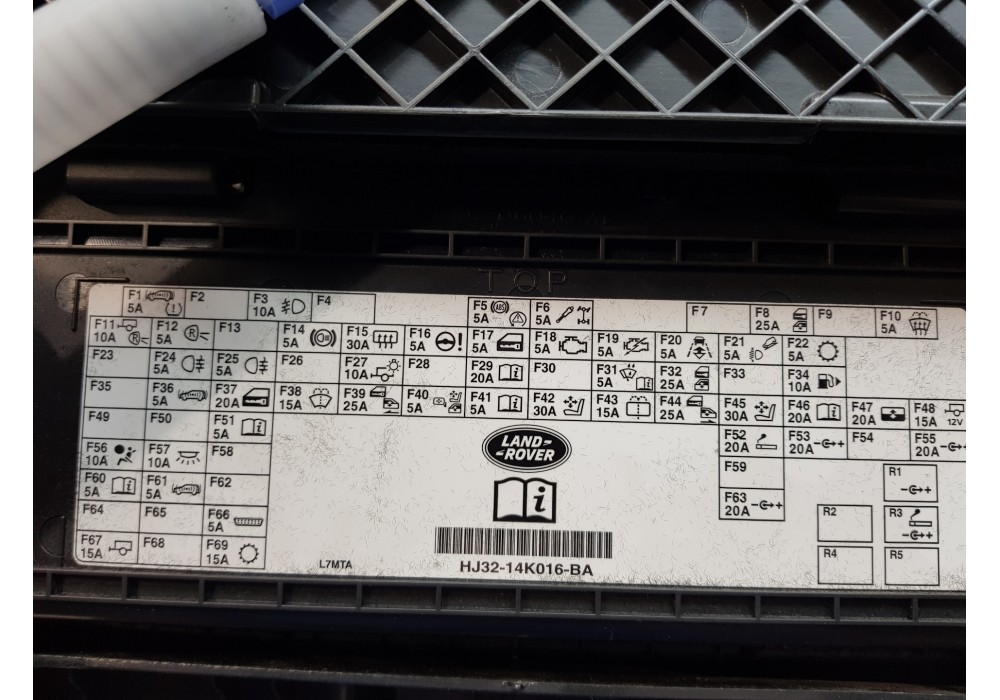 TOP
F1 5A
F2
F3 10A
F4
F5 5A (ABS)
F6 5A
F7
F8 25A
F9
F10 5A
F11 10A R
F12 5A R
F13
F14 5A
F15 30A
F16 5A !
F17 5A
F18 5A
F19 5A
F20 5A
F21 5A
F22 5A
F23
F24 5A
F25 5A
F26
F27 10A
F28
F29 20A i
F30
F31 5A i
F32 25A
F33
F34 10A
F35
F36 5A
F37 20A
F38 15A
F39 25A
F40 5A
F41 5A i
F42 30A
F43 15A
F44 25A
F45 30A
F46 20A i
F47 20A
F48 15A 12V
F49
F50
F51 5A i
F52 20A
F53 20A - +
F54
F55 20A -
F56 10A
F57 10A
F58
F59
R1 - +
F60 5A i
F61 5A
F62
F63 20A - +
F64
F65
F66 5A
R2
R3 - +
F67 15A
F68
F69 15A
R4
R5
LAND-
ROVER
i
L7MTA
HJ32-14K016-BA